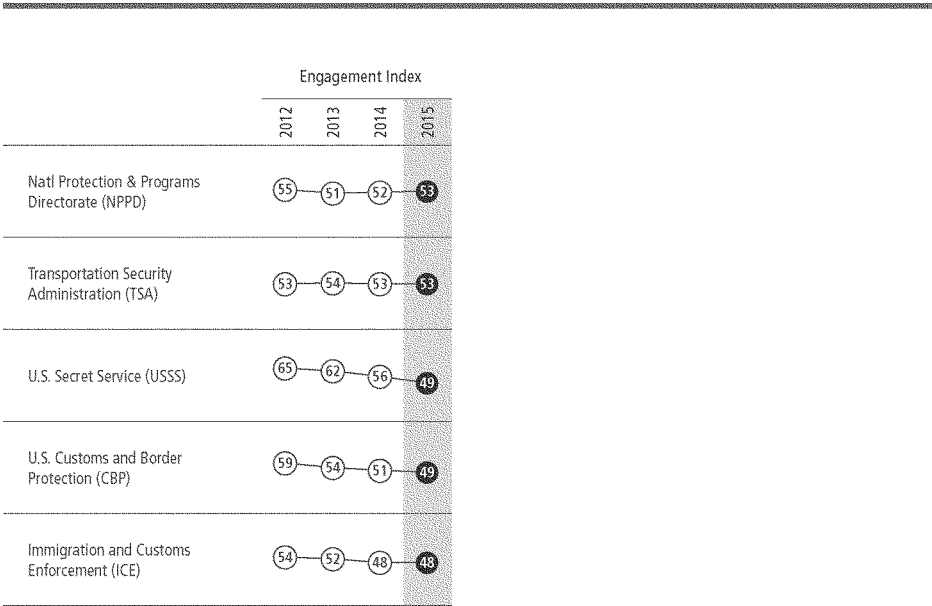 Engagement Index
2012 2013 2014 2015
Natl Protection & Programs
Directorate (NPPD)
55 51 52 53
Transportation Security
Administration (TSA)
53 54 53 53
U.S. Secret Service (USSS)
65 62 56 49
U.S. Customs and Border
Protection (CBP)
59 54 51 49
Immigration and Customs
Enforcement (ICE)
54 52 48 48